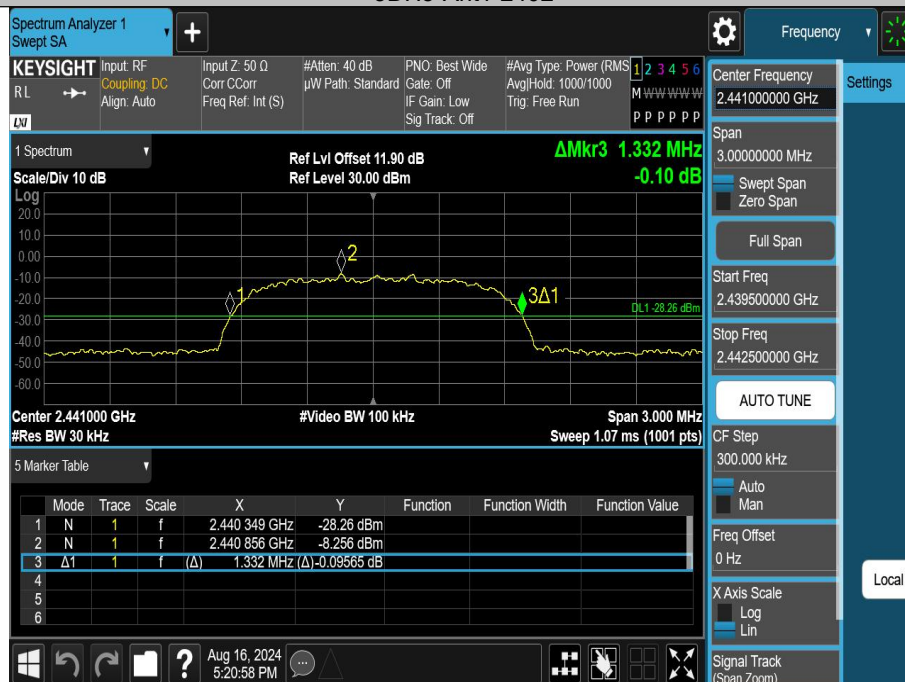 Spectrum Analyzer 1
Swept SA
+
Frequency
KEYSIGHT
RL
LXI
Input: RF
Coupling: DC
Align: Auto
Input Z: 50 Ω
Corr CCorr
Freq Ref: Int (S)
#Atten: 40 dB
µW Path: Standard
PNO: Best Wide
Gate: Off
IF Gain: Low
Sig Track: Off
#Avg Type: Power (RMS
Avg|Hold: 1000/1000
Trig: Free Run
1 2 3 4 5 6
M W W W W W
P P P P P P
1 Spectrum
Scale/Div 10 dB
Ref Lvl Offset 11.90 dB
Ref Level 30.00 dBm
ΔMkr3 1.332 MHz
-0.10 dB
Log
20.0
10.0
0.00
-10.0
-20.0
-30.0
-40.0
-50.0
-60.0
1
2
3Δ1
DL1 -28.26 dBm
Center 2.441000 GHz
#Video BW 100 kHz
Span 3.000 MHz
#Res BW 30 kHz
Sweep 1.07 ms (1001 pts)
5 Marker Table
Mode Trace Scale X Y Function Function Width Function Value
1 N 1 f 2.440 349 GHz -28.26 dBm
2 N 1 f 2.440 856 GHz -8.256 dBm
3 Δ1 1 f (Δ) 1.332 MHz (Δ) -0.09565 dB
4
5
6
?
Aug 16, 2024
5:20:58 PM
Center Frequency
2.441000000 GHz
Span
3.00000000 MHz
Swept Span
Zero Span
Full Span
Start Freq
2.439500000 GHz
Stop Freq
2.442500000 GHz
AUTO TUNE
CF Step
300.000 kHz
Auto
Man
Freq Offset
0 Hz
X Axis Scale
Log
Lin
Signal Track
(Span Zoom)
Settings
Local